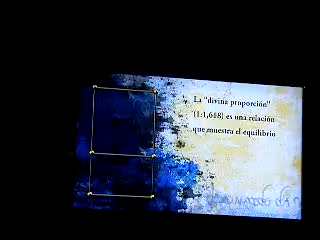 La "divina proporción"
(1:1,618) es una relación
que muestra el equilibrio